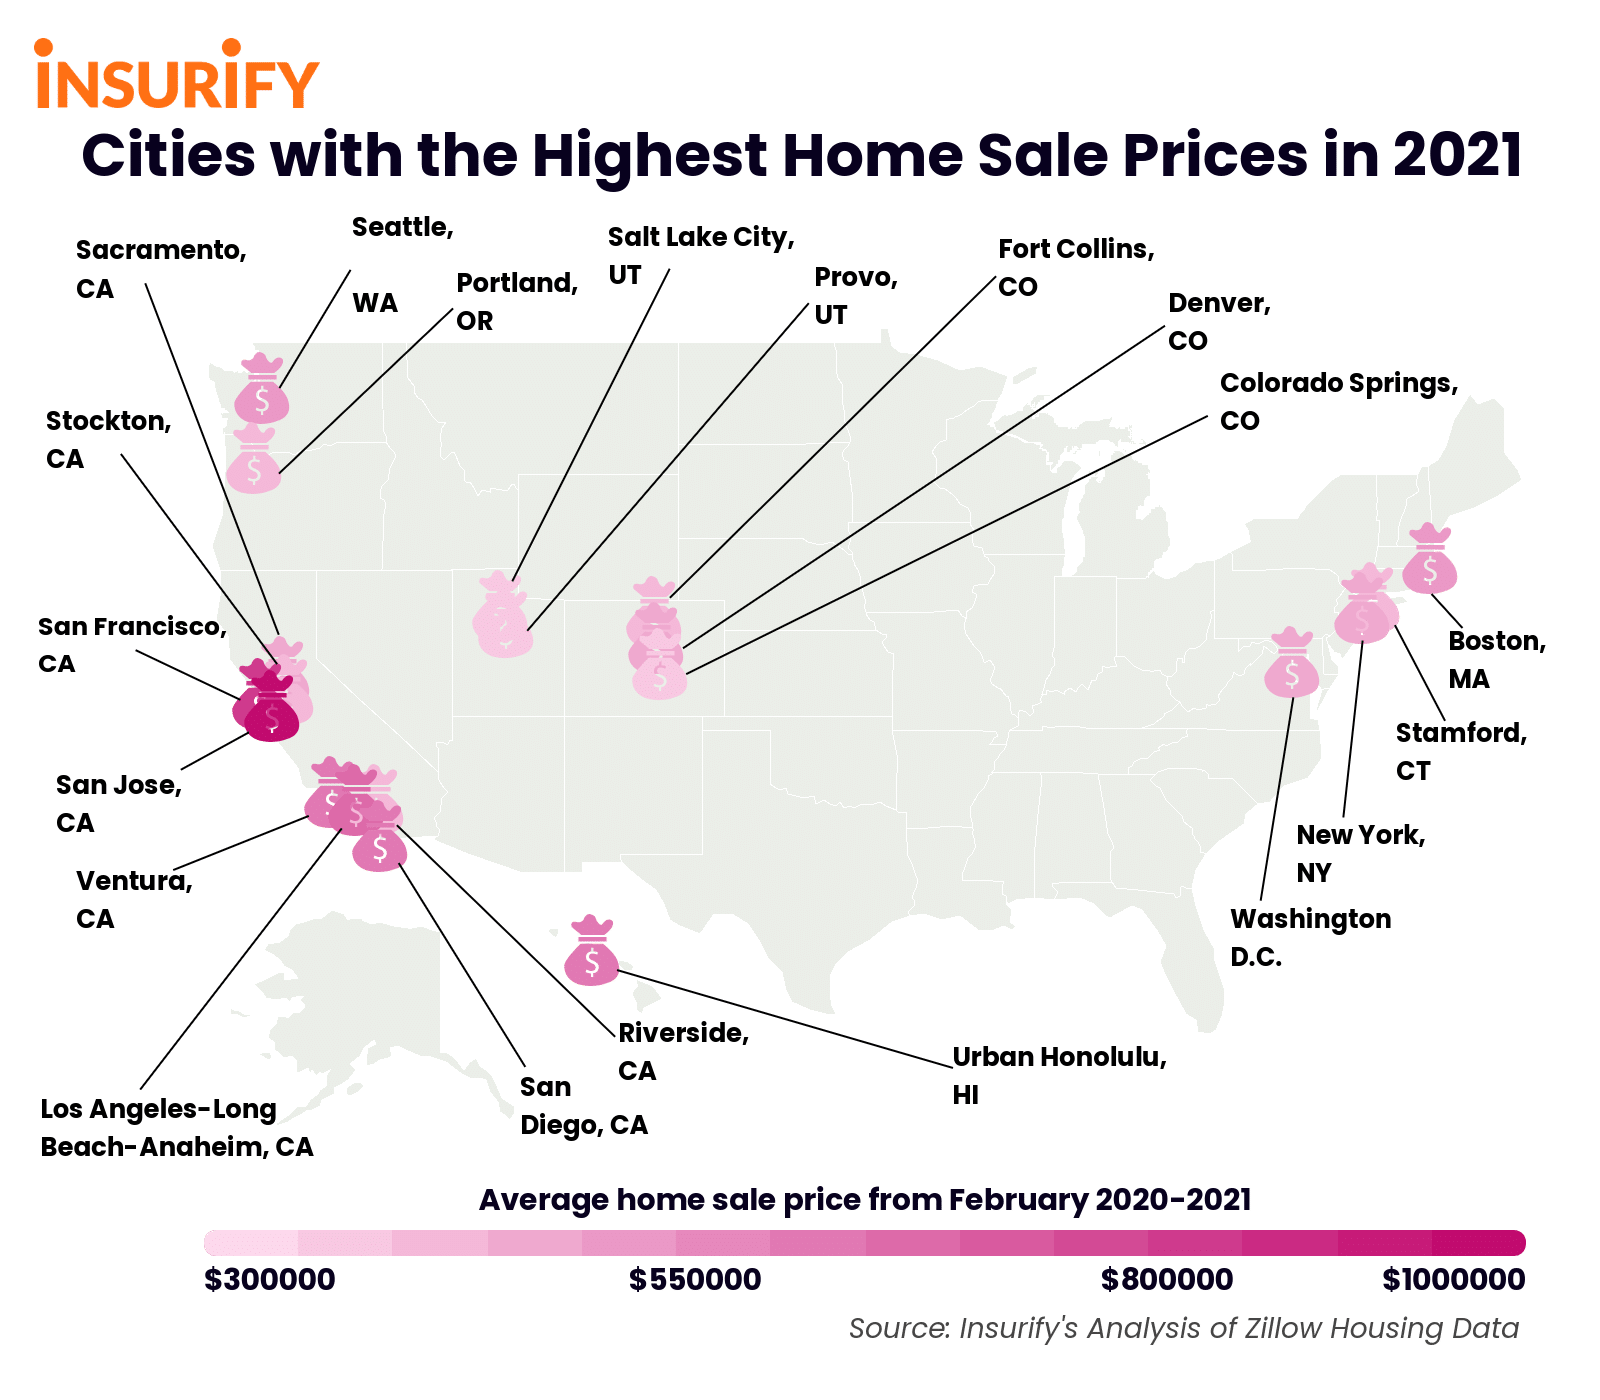 INSURIFY
Cities with the Highest Home Sale Prices in 2021
Sacramento,
CA
Seattle,
WA
Portland,
OR
Salt Lake City,
UT
Provo,
UT
Fort Collins,
CO
Denver,
CO
Colorado Springs,
CO
Stockton,
CA
San Francisco,
CA
San Jose,
CA
Ventura,
CA
Los Angeles-Long
Beach-Anaheim, CA
San
Diego, CA
Riverside,
CA
Urban Honolulu,
HI
Boston,
MA
Stamford,
CT
New York,
NY
Washington
D.C.
Average home sale price from February 2020-2021
$300000 $550000 $800000 $1000000
Source: Insurify's Analysis of Zillow Housing Data